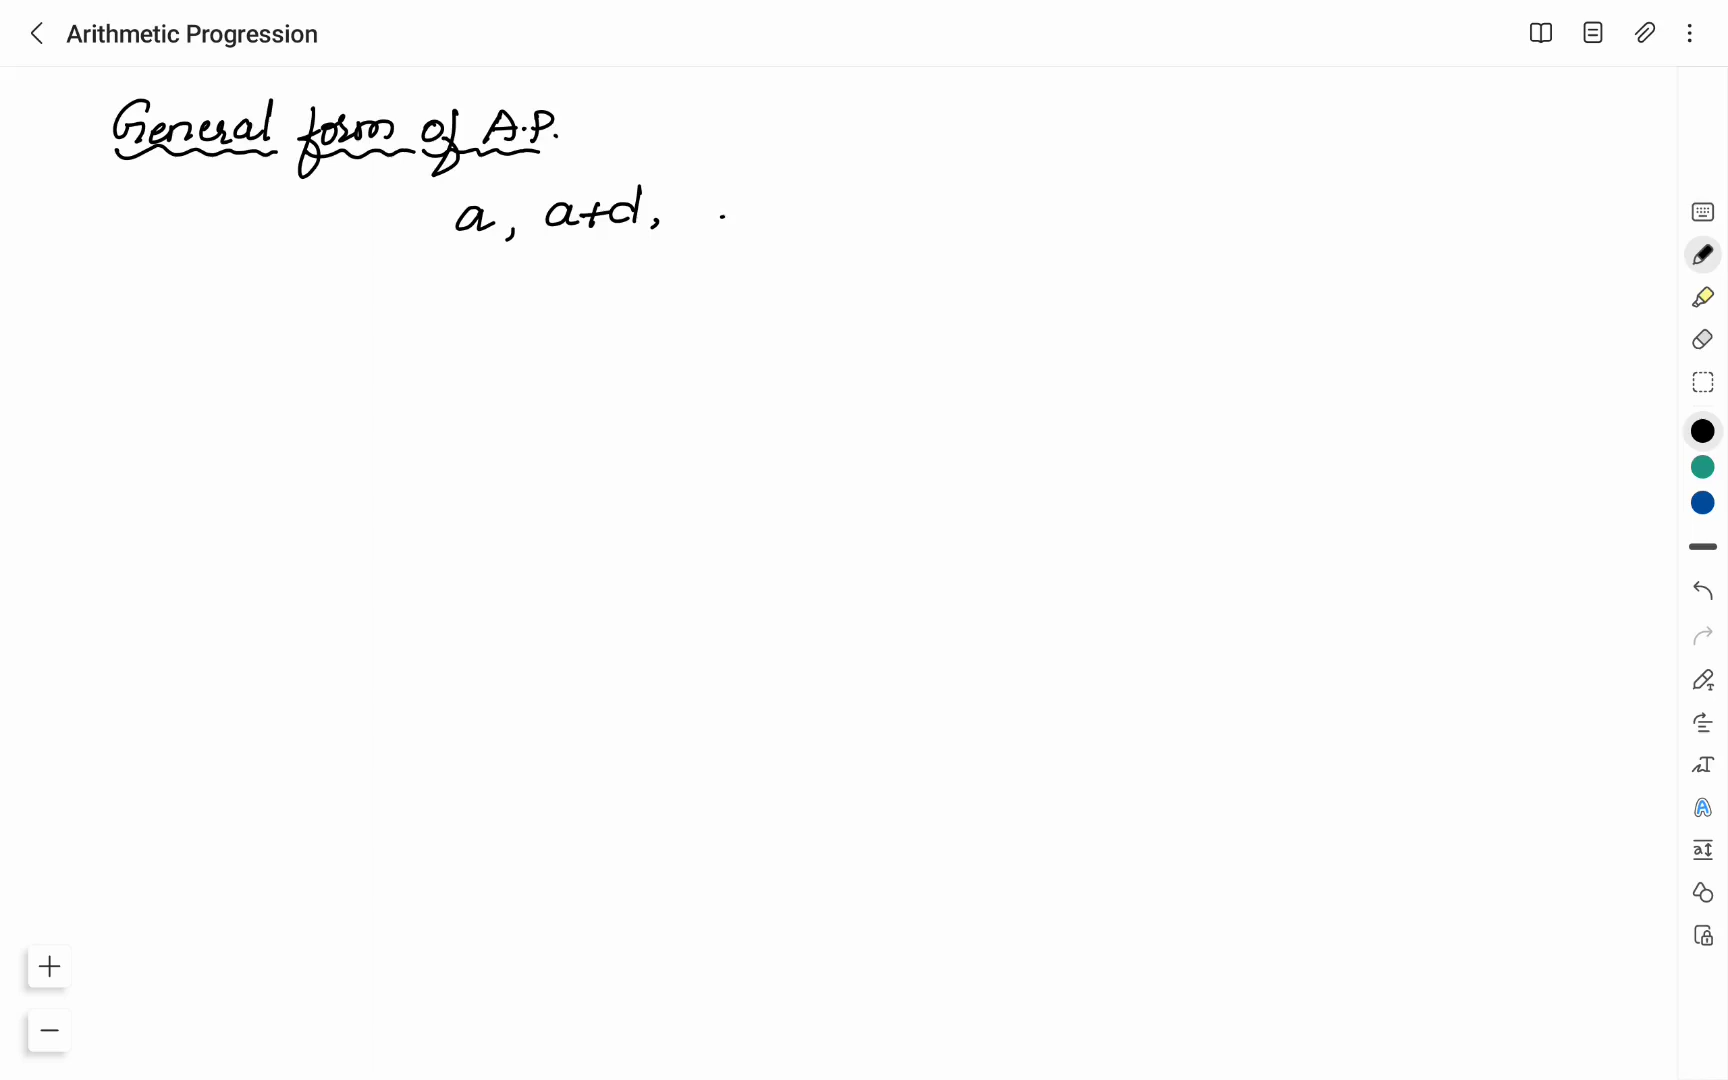 Arithmetic Progression
General form of A.P.
a, a+d, .